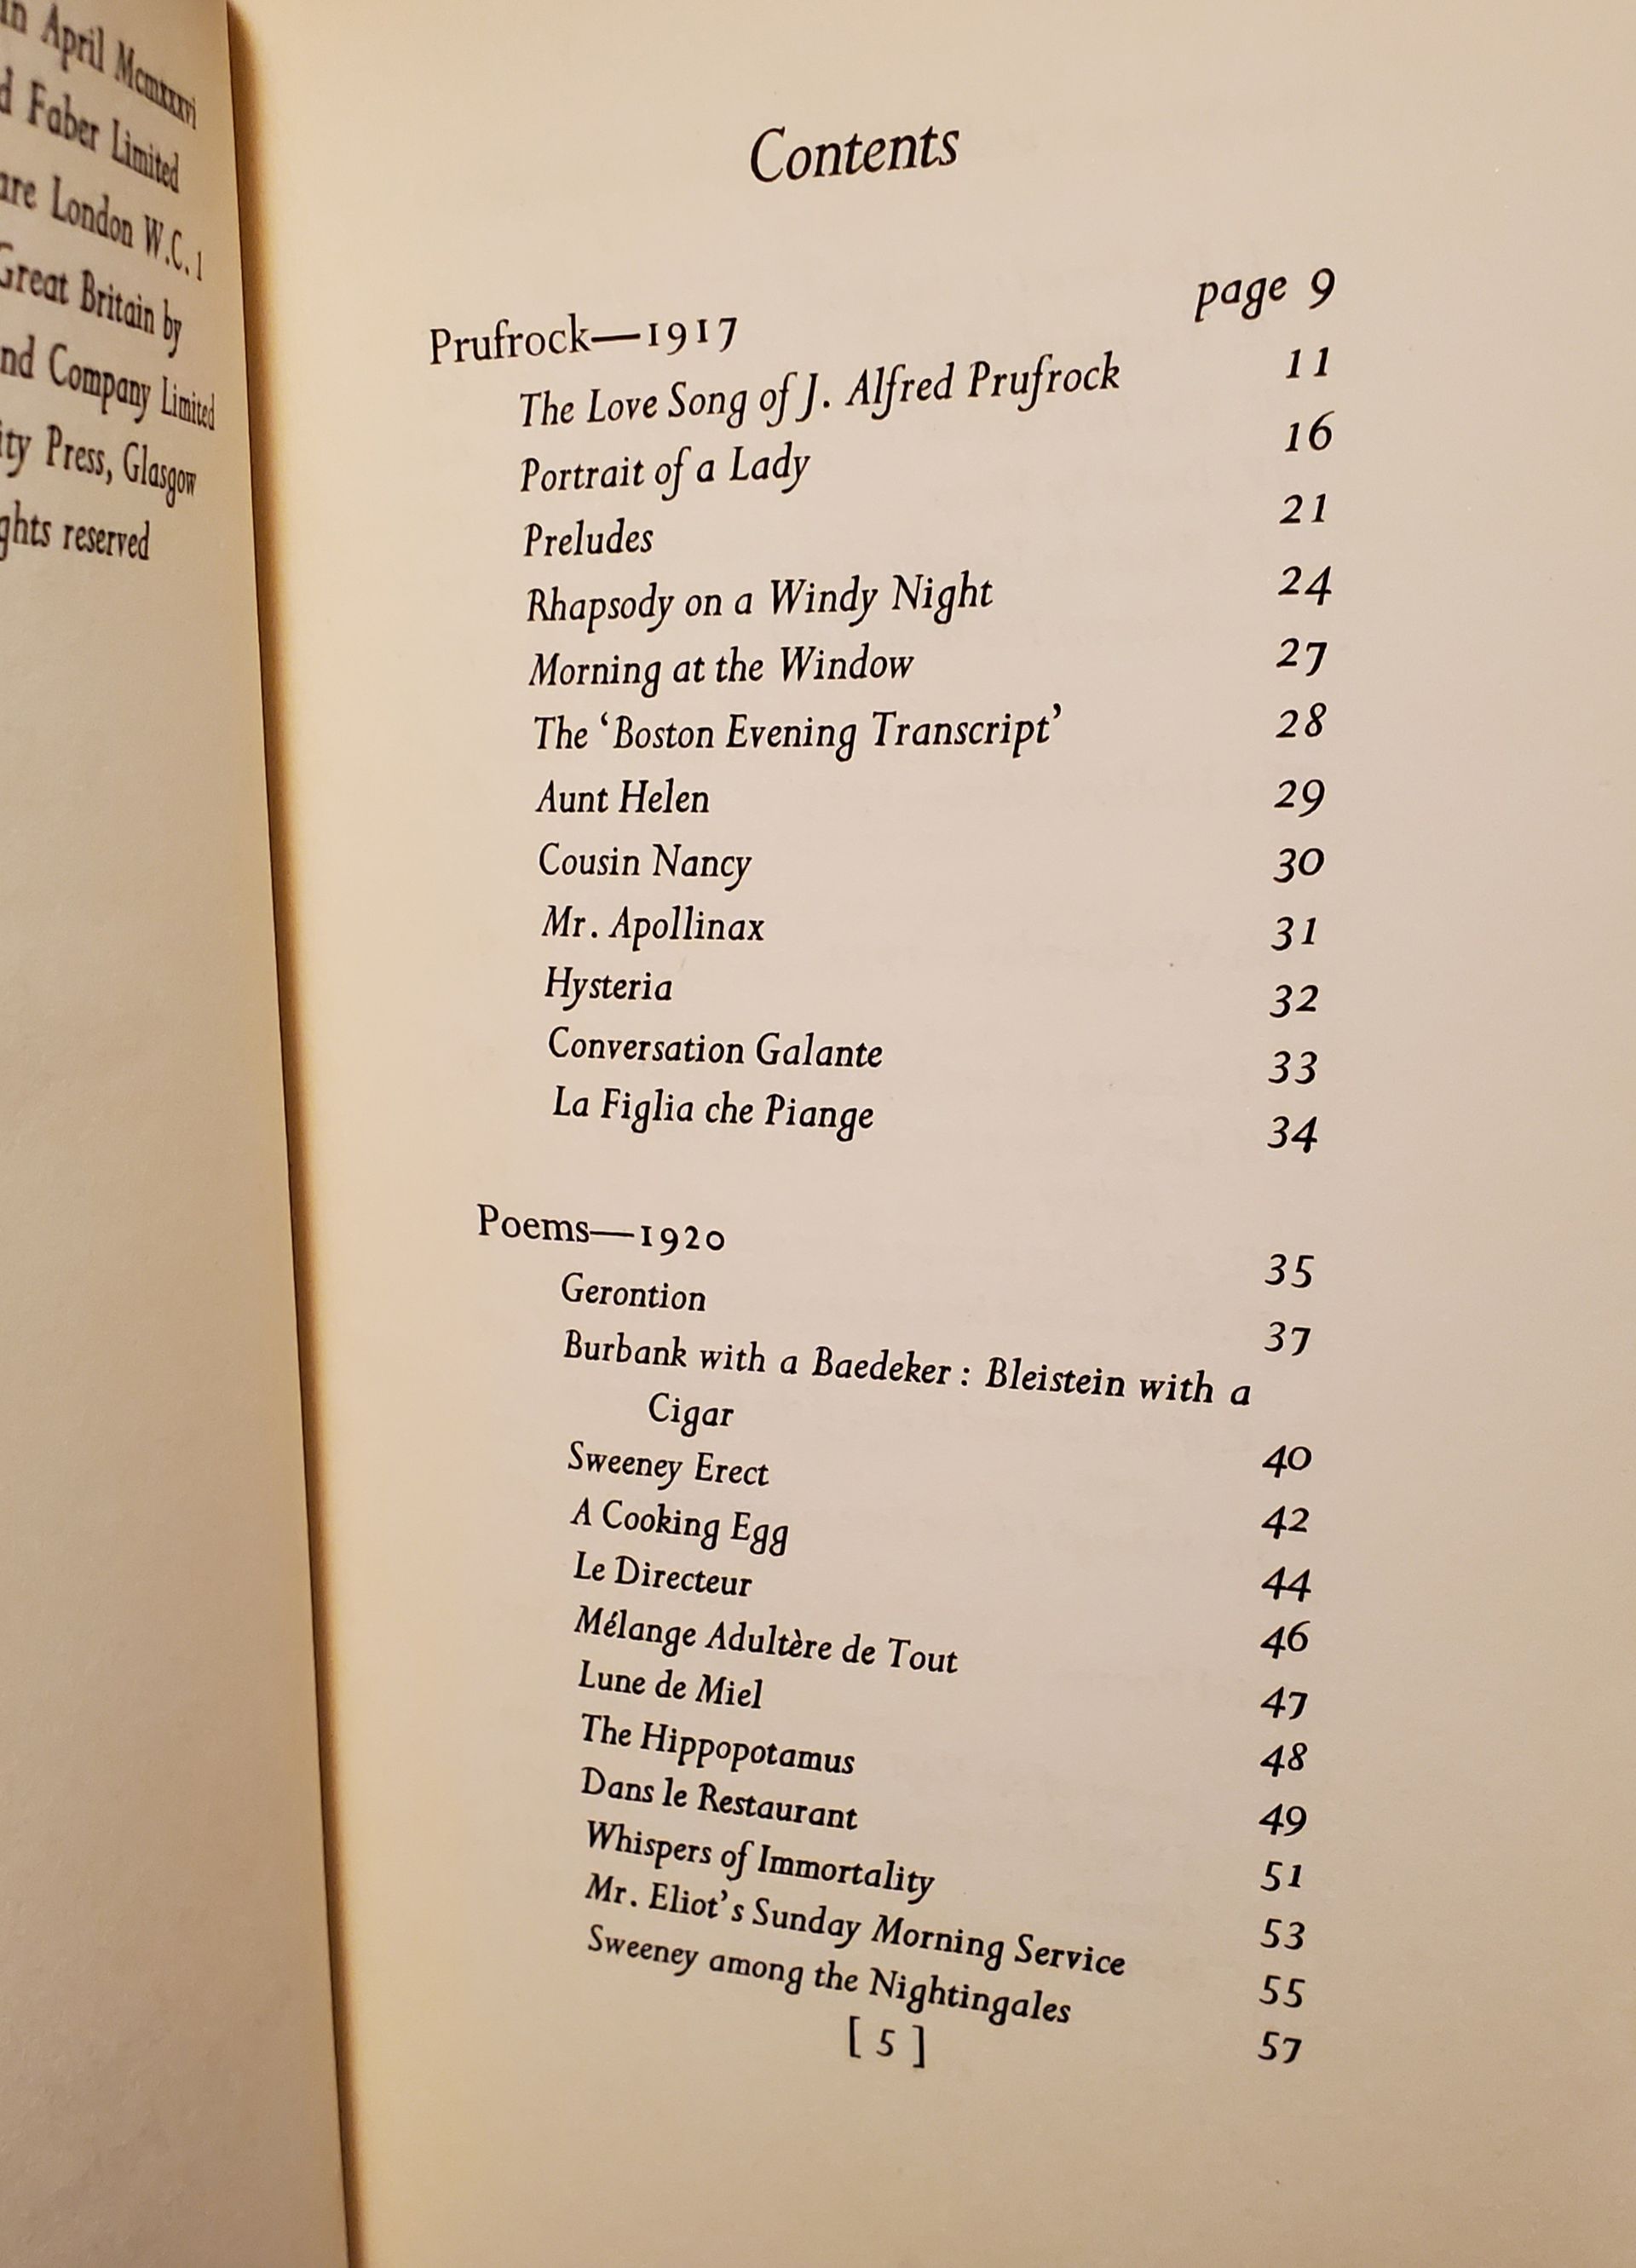 in April Mcmxxxvi
d Faber Limited
are London W.C.1
Great Britain by
nd Company Limited
ity Press, Glasgow
ghts reserved
Contents
Prufrock—1917 page 9
The Love Song of J. Alfred Prufrock 11
Portrait of a Lady 16
Preludes 21
Rhapsody on a Windy Night 24
Morning at the Window 27
The ‘Boston Evening Transcript’ 28
Aunt Helen 29
Cousin Nancy 30
Mr. Apollinax 31
Hysteria 32
Conversation Galante 33
La Figlia che Piange 34
Poems—1920 35
Gerontion 37
Burbank with a Baedeker : Bleistein with a
Cigar 40
Sweeney Erect 42
A Cooking Egg 44
Le Directeur 46
Mélange Adultère de Tout 47
Lune de Miel 48
The Hippopotamus 49
Dans le Restaurant 51
Whispers of Immortality 53
Mr. Eliot’s Sunday Morning Service 55
Sweeney among the Nightingales 57
[ 5 ]